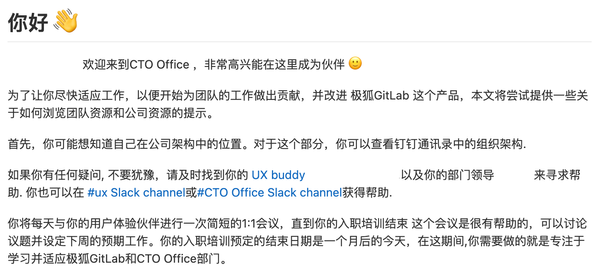 你好 👋
欢迎来到CTO Office ，非常高兴能在这里成为伙伴 🙂
为了让你尽快适应工作，以便开始为团队的工作做出贡献，并改进 极狐GitLab 这个产品，本文将尝试提供一些关
于如何浏览团队资源和公司资源的提示。
首先，你可能想知道自己在公司架构中的位置。对于这个部分，你可以查看钉钉通讯录中的组织架构.
如果你有任何疑问, 不要犹豫，请及时找到你的 UX buddy 以及你的部门领导 来寻求帮
助. 你也可以在 #ux Slack channel或#CTO Office Slack channel获得帮助.
你将每天与你的用户体验伙伴进行一次简短的1:1会议，直到你的入职培训结束 这个会议是很有帮助的，可以讨论
议题并设定下周的预期工作。你的入职培训预定的结束日期是一个月后的今天，在这期间,你需要做的就是专注于
学习并适应极狐GitLab和CTO Office部门。